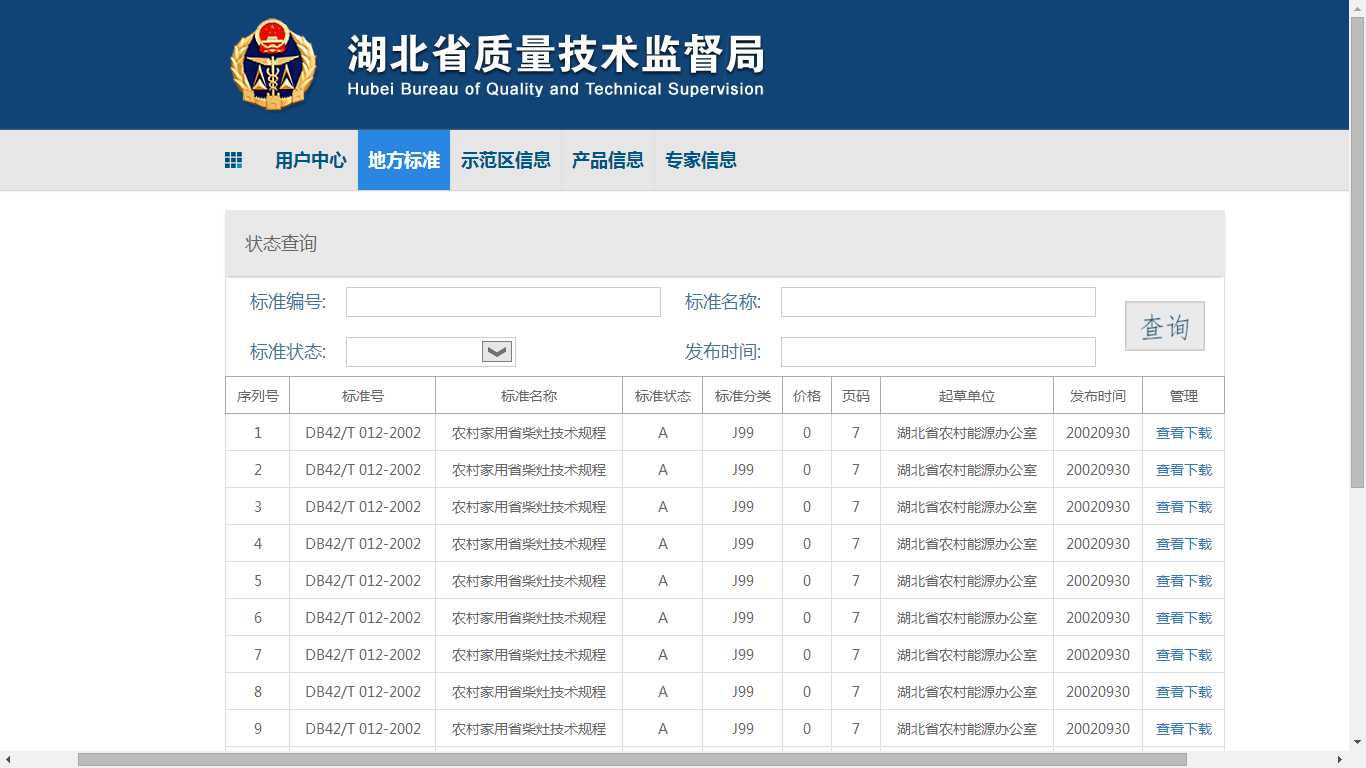 湖北省质量技术监督局
Hubei Bureau of Quality and Technical Supervision
用户中心 地方标准 示范区信息 产品信息 专家信息
状态查询
标准编号: 标准名称:
查询
标准状态: 发布时间:
序列号 标准号 标准名称 标准状态 标准分类 价格 页码 起草单位 发布时间 管理
1 DB42/T 012-2002 农村家用省柴灶技术规程 A J99 0 7 湖北省农村能源办公室 20020930 查看下载
2 DB42/T 012-2002 农村家用省柴灶技术规程 A J99 0 7 湖北省农村能源办公室 20020930 查看下载
3 DB42/T 012-2002 农村家用省柴灶技术规程 A J99 0 7 湖北省农村能源办公室 20020930 查看下载
4 DB42/T 012-2002 农村家用省柴灶技术规程 A J99 0 7 湖北省农村能源办公室 20020930 查看下载
5 DB42/T 012-2002 农村家用省柴灶技术规程 A J99 0 7 湖北省农村能源办公室 20020930 查看下载
6 DB42/T 012-2002 农村家用省柴灶技术规程 A J99 0 7 湖北省农村能源办公室 20020930 查看下载
7 DB42/T 012-2002 农村家用省柴灶技术规程 A J99 0 7 湖北省农村能源办公室 20020930 查看下载
8 DB42/T 012-2002 农村家用省柴灶技术规程 A J99 0 7 湖北省农村能源办公室 20020930 查看下载
9 DB42/T 012-2002 农村家用省柴灶技术规程 A J99 0 7 湖北省农村能源办公室 20020930 查看下载